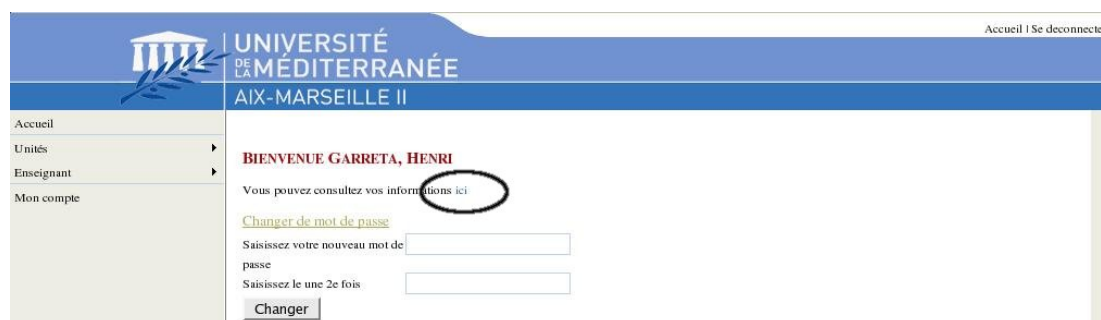 Accueil | Se deconnecte
UNIVERSITÉ
DE LA MÉDITERRANÉE
AIX-MARSEILLE II
Accueil
Unités
Enseignant
Mon compte
BIENVENUE GARRETA, HENRI
Vous pouvez consultez vos informations ici
Changer de mot de passe
Saisissez votre nouveau mot de
passe
Saisissez le une 2e fois
Changer